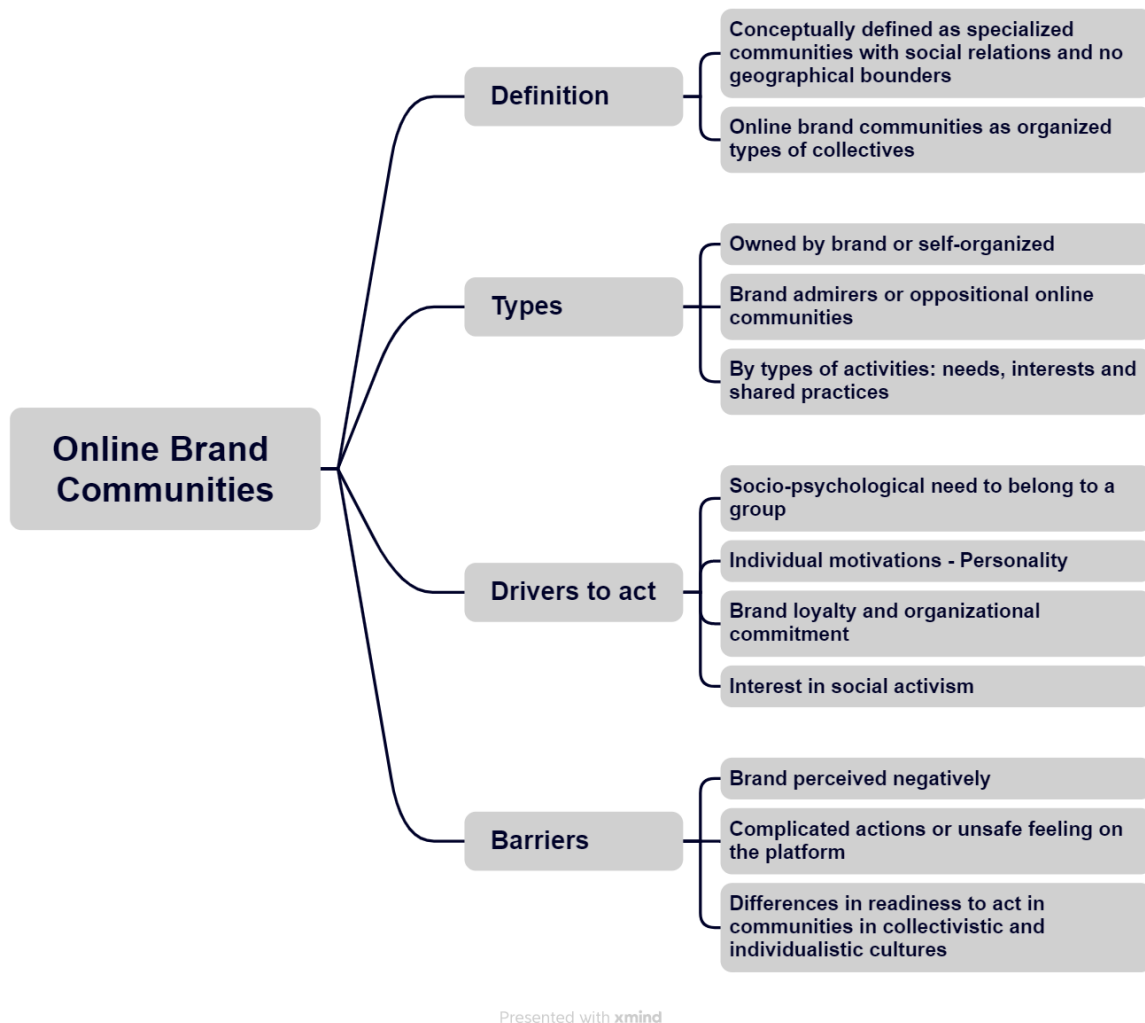 Conceptually defined as specialized
communities with social relations and no
geographical bounders
Definition
Online brand communities as organized
types of collectives
Owned by brand or self-organized
Types
Brand admirers or oppositional online
communities
By types of activities: needs, interests and
shared practices
Online Brand
Communities
Socio-psychological need to belong to a
group
Individual motivations - Personality
Drivers to act
Brand loyalty and organizational
commitment
Interest in social activism
Brand perceived negatively
Barriers
Complicated actions or unsafe feeling on
the platform
Differences in readiness to act in
communities in collectivistic and
individualistic cultures
Presented with xmind